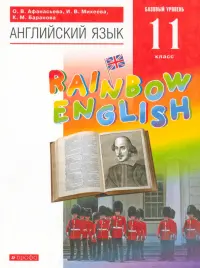 О. В. Афанасьева, И. В. Михеева,
К. М. Баранова
БАЗОВЫЙ УРОВЕНЬ
АНГЛИЙСКИЙ ЯЗЫК
11
класс
RAINBOW
ENGLISH
дрофа